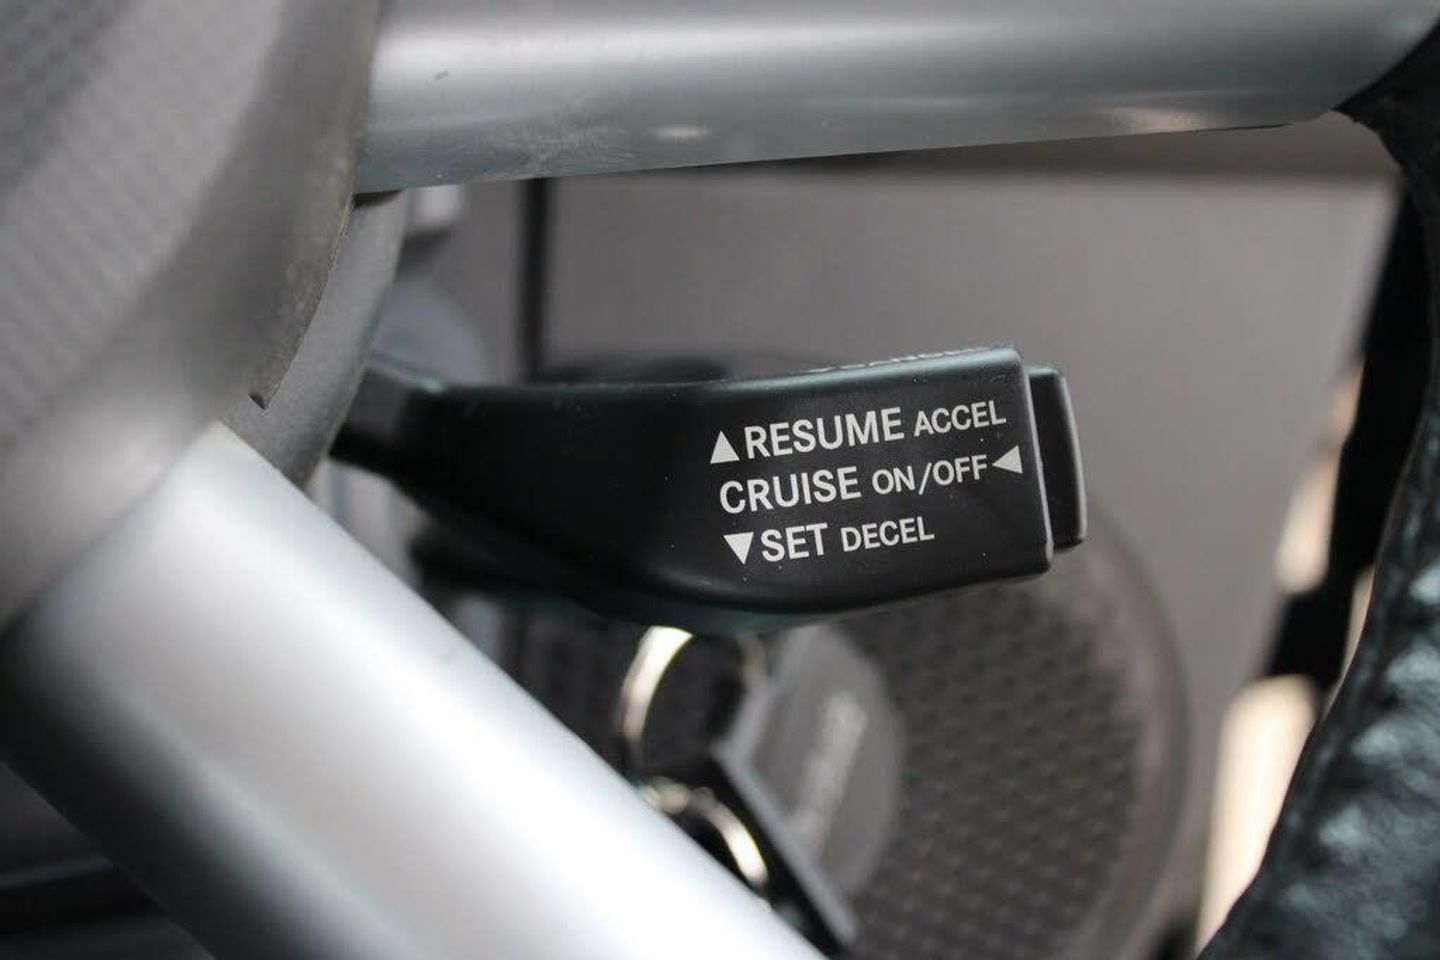 ▲RESUME ACCEL
CRUISE ON/OFF◀
▼SET DECEL